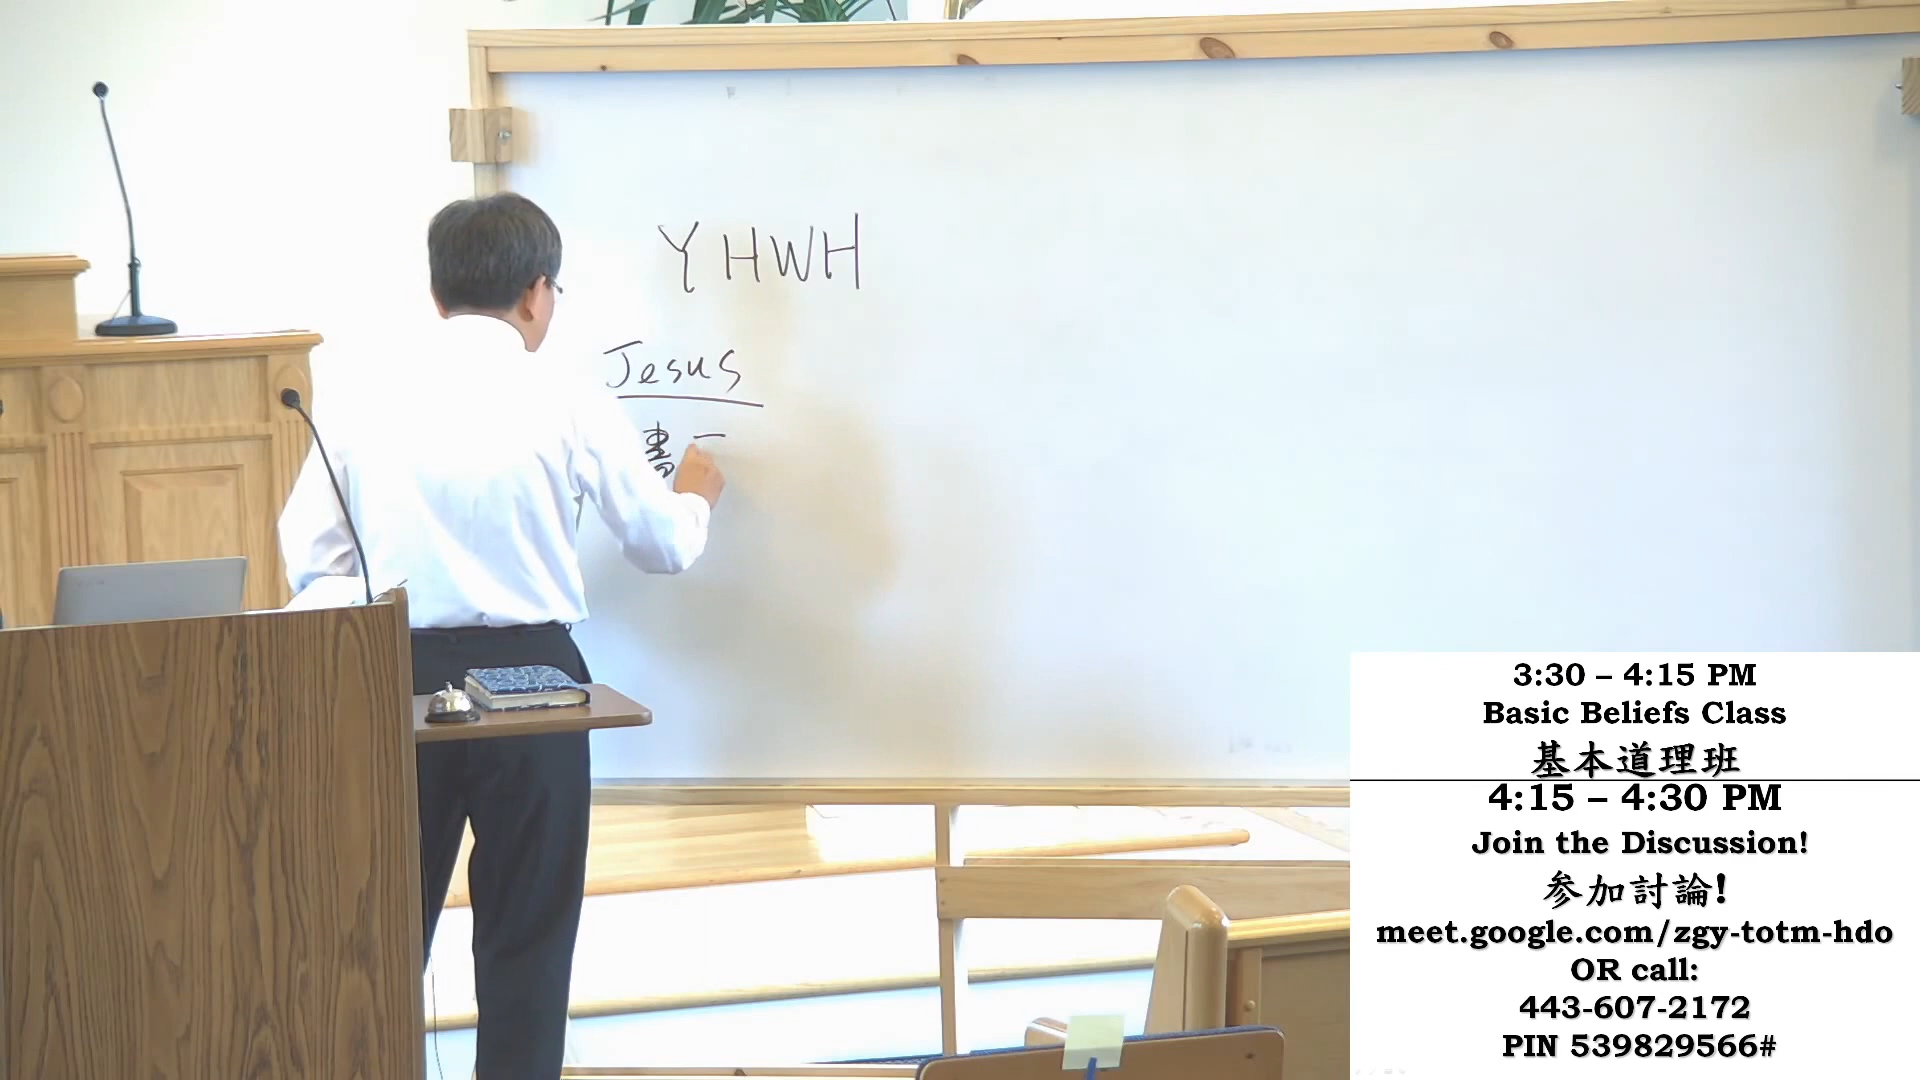 YHWH
Jesus
書一
3:30 – 4:15 PM
Basic Beliefs Class
基本道理班
4:15 – 4:30 PM
Join the Discussion!
參加討論!
meet.google.com/zgy-totm-hdo
OR call:
443-607-2172
PIN 539829566#